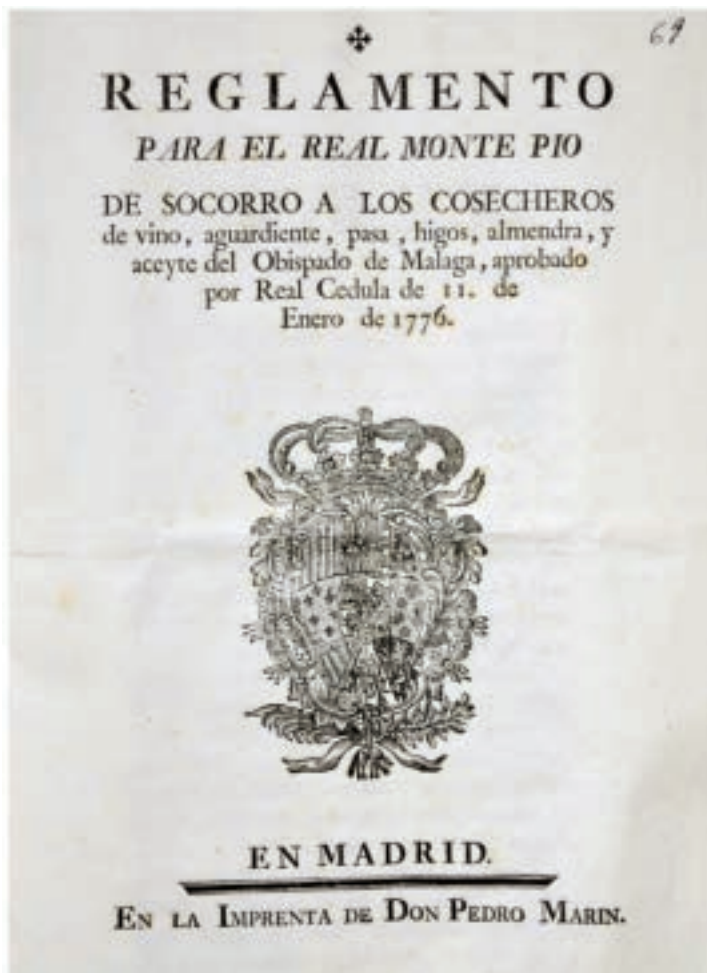 69
REGLAMENTO
PARA EL REAL MONTE PIO
DE SOCORRO A LOS COSECHEROS
de vino, aguardiente, pasa, higos, almendra, y
aceyte del Obispado de Malaga, aprobado
por Real Cedula de 11. de
Enero de 1776.
EN MADRID.
EN LA IMPRENTA DE DON PEDRO MARIN.